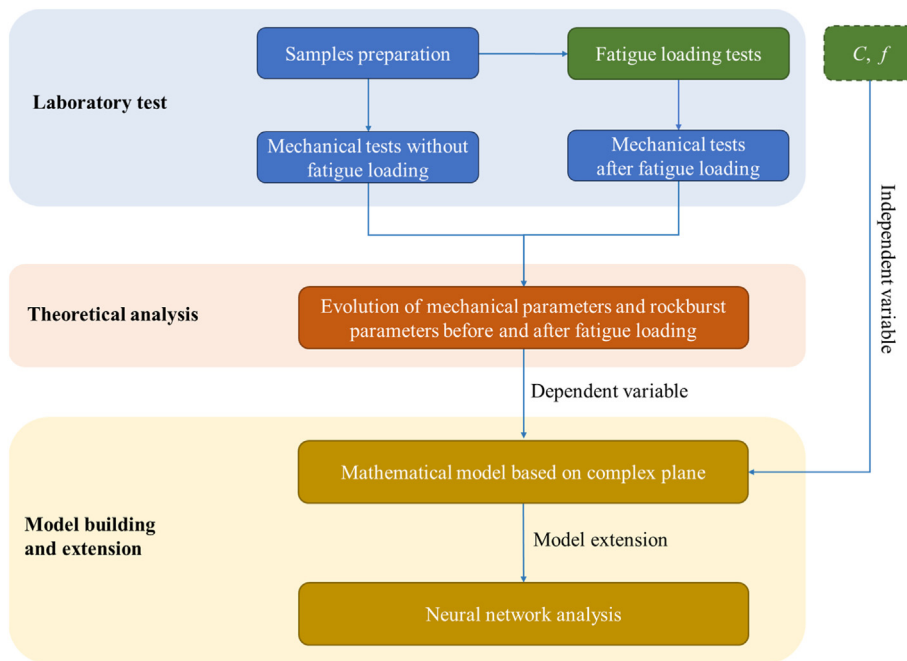 Samples preparation
Fatigue loading tests
C, f
Laboratory test
Mechanical tests without
fatigue loading
Mechanical tests
after fatigue loading
Independent variable
Theoretical analysis
Evolution of mechanical parameters and rockburst
parameters before and after fatigue loading
Dependent variable
Mathematical model based on complex plane
Model building
and extension
Model extension
Neural network analysis